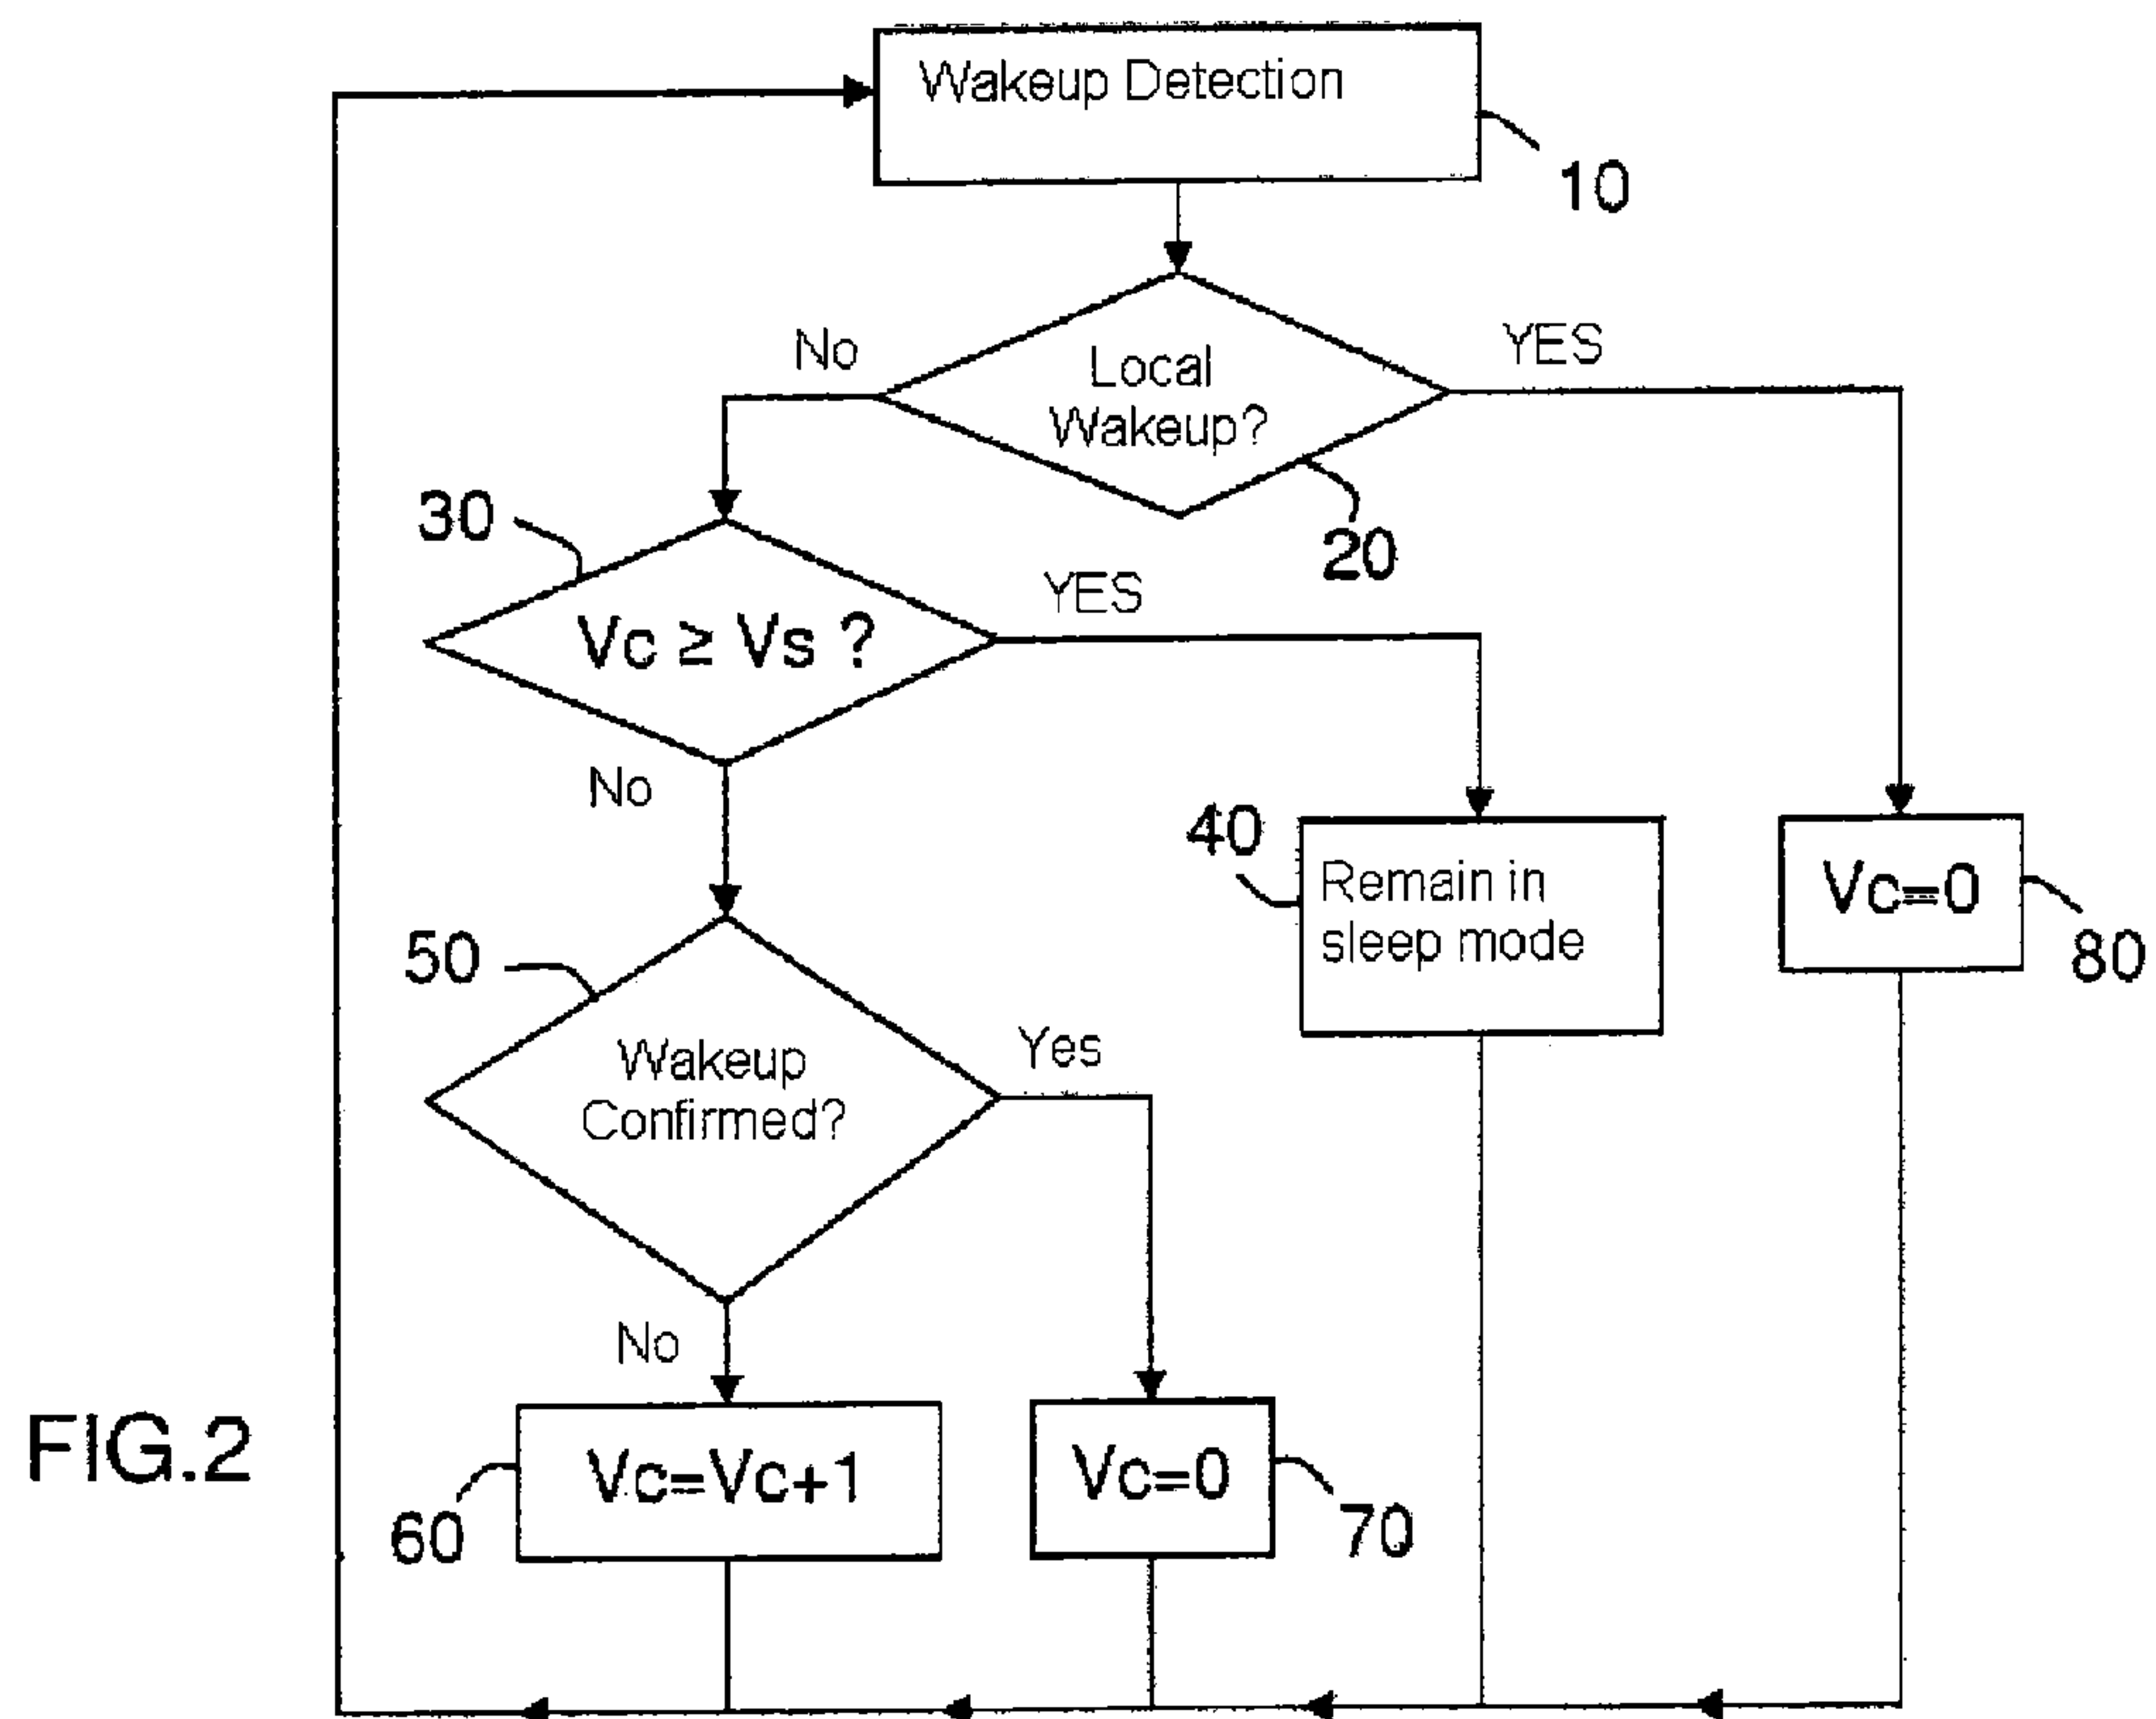 Wakeup Detection
10
No
Local
Wakeup?
YES
20
30
Vc ≥ Vs ?
YES
No
40
Remain in
sleep mode
Vc=0
80
50
Wakeup
Confirmed?
Yes
No
FIG.2
60
Vc=Vc+1
Vc=0
70